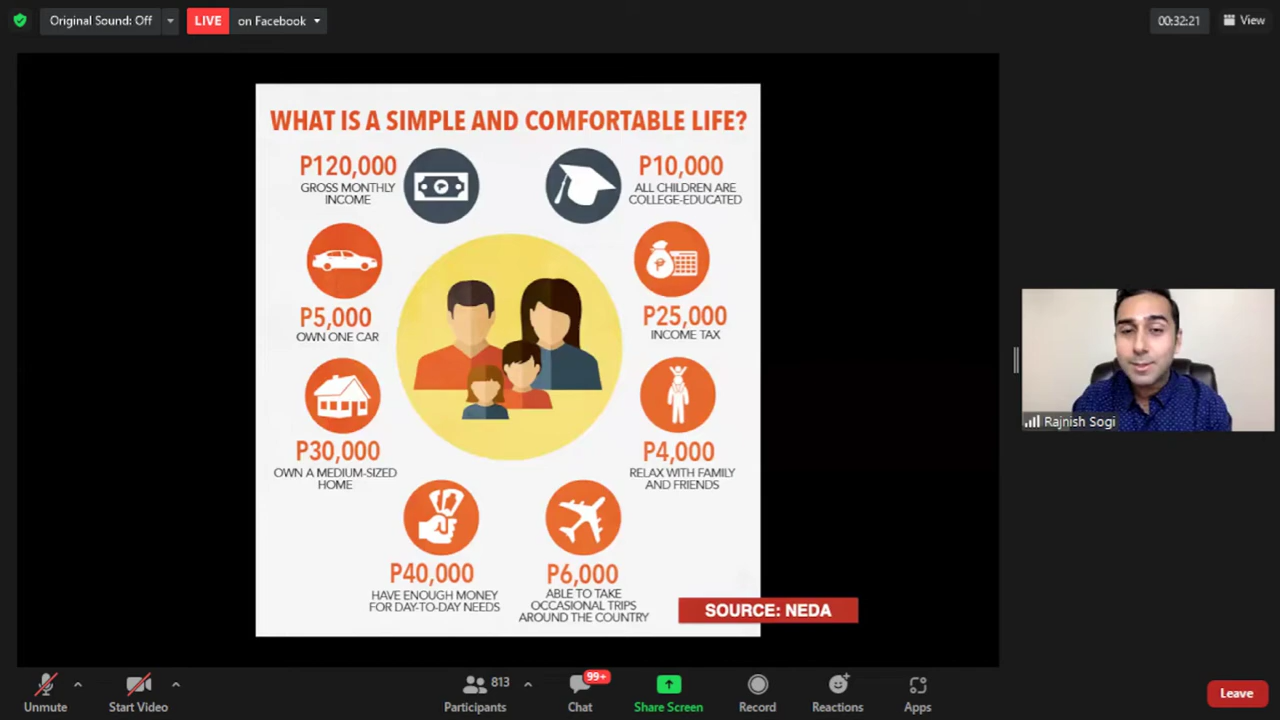 Original Sound: Off
LIVE
on Facebook
00:32:21
View
WHAT IS A SIMPLE AND COMFORTABLE LIFE?
P120,000
GROSS MONTHLY
INCOME
P10,000
ALL CHILDREN ARE
COLLEGE-EDUCATED
P5,000
OWN ONE CAR
P25,000
INCOME TAX
P30,000
OWN A MEDIUM-SIZED
HOME
P4,000
RELAX WITH FAMILY
AND FRIENDS
P40,000
HAVE ENOUGH MONEY
FOR DAY-TO-DAY NEEDS
P6,000
ABLE TO TAKE
OCCASIONAL TRIPS
AROUND THE COUNTRY
SOURCE: NEDA
Rajnish Sogi
Unmute
Start Video
813
Participants
99+
Chat
Share Screen
Record
Reactions
Apps
Leave